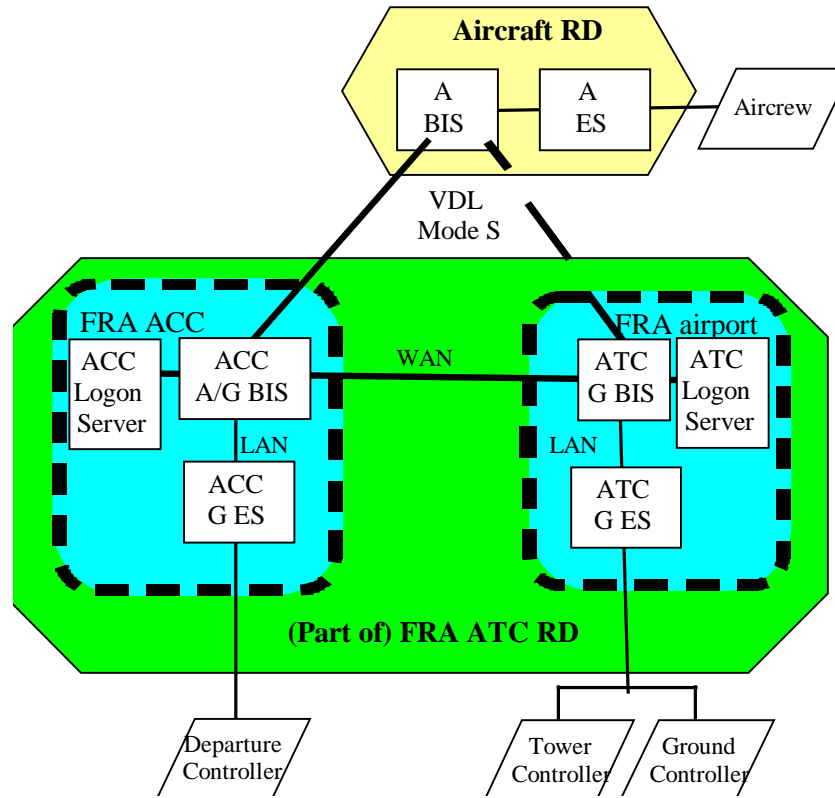 Aircraft RD
A
BIS
A
ES
Aircrew
VDL
Mode S
FRA ACC
FRA airport
ACC
Logon
Server
ACC
A/G BIS
WAN
ATC
G BIS
ATC
Logon
Server
LAN
LAN
ACC
G ES
ATC
G ES
(Part of) FRA ATC RD
Departure
Controller
Tower
Controller
Ground
Controller